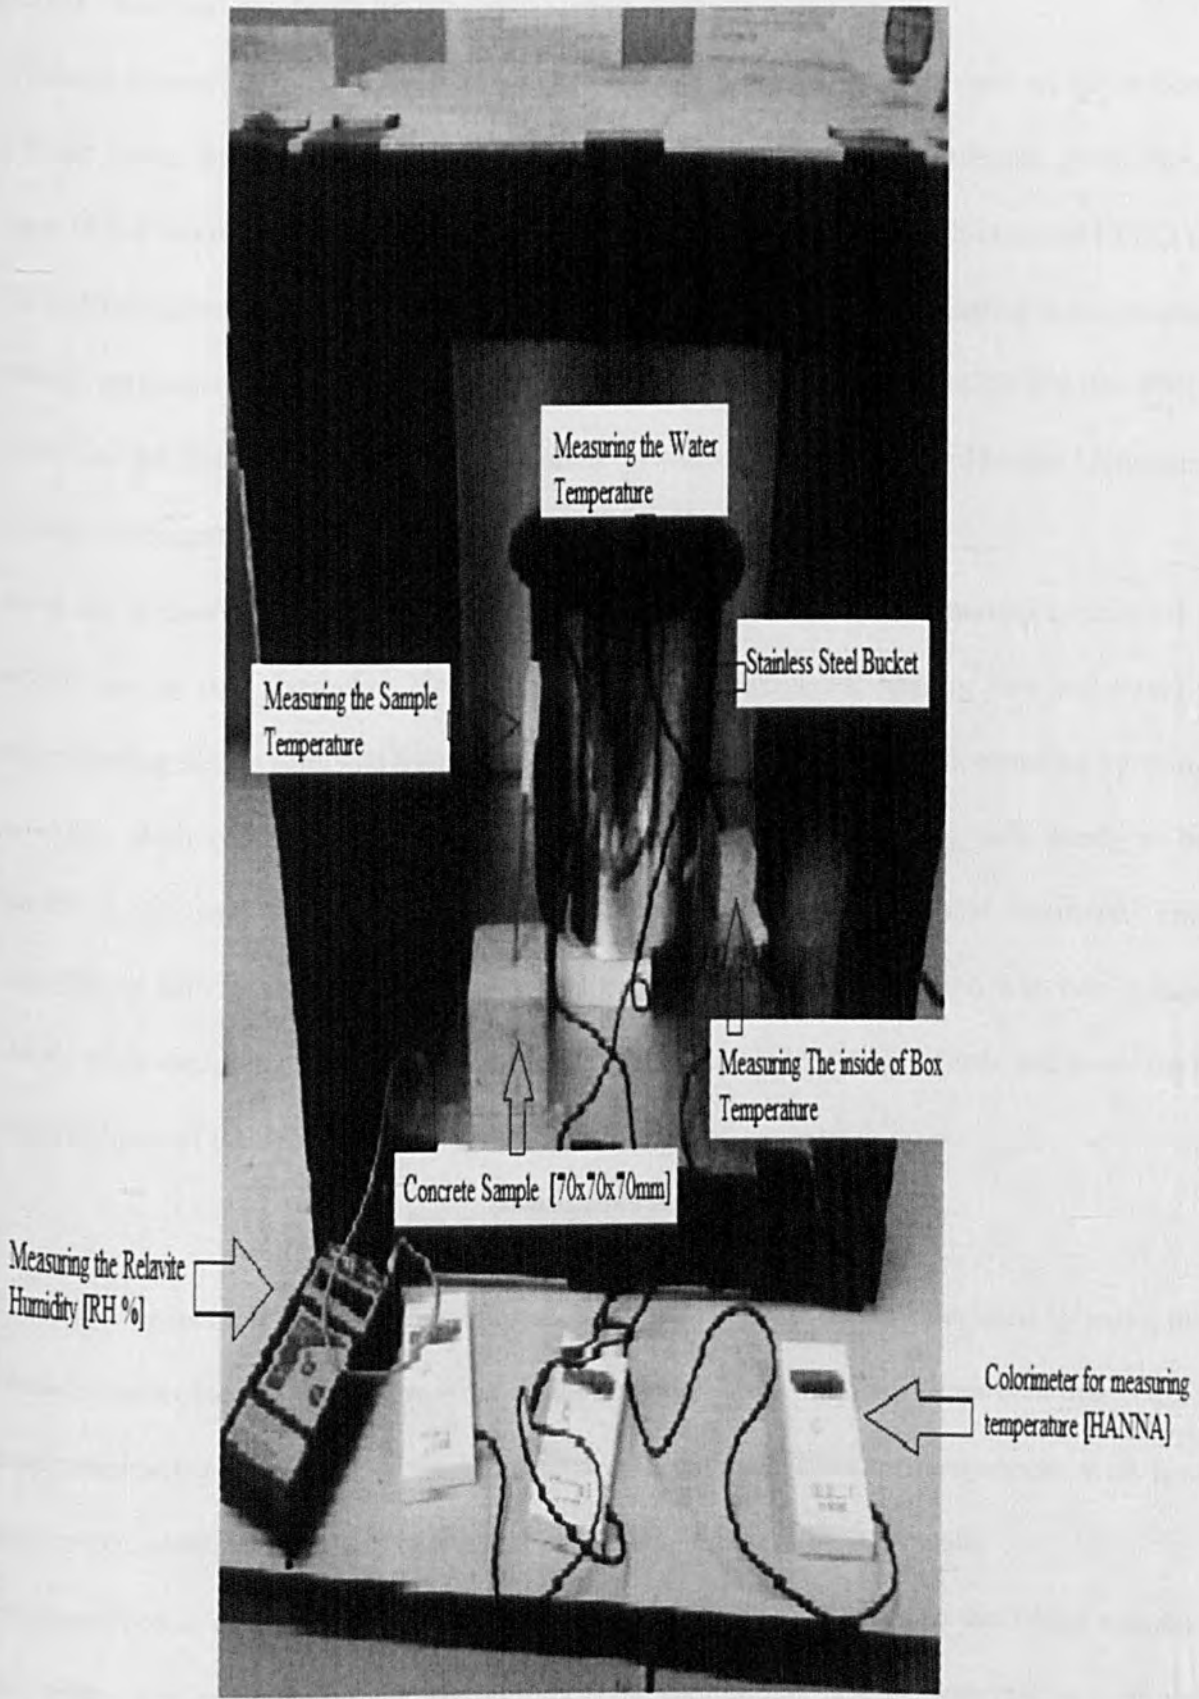 Measuring the Water
Temperature
Stainless Steel Bucket
Measuring the Sample
Temperature
Measuring The inside of Box
Temperature
Concrete Sample [70x70x70mm]
Measuring the Relavite
Humidity [RH %]
Colorimeter for measuring
temperature [HANNA]